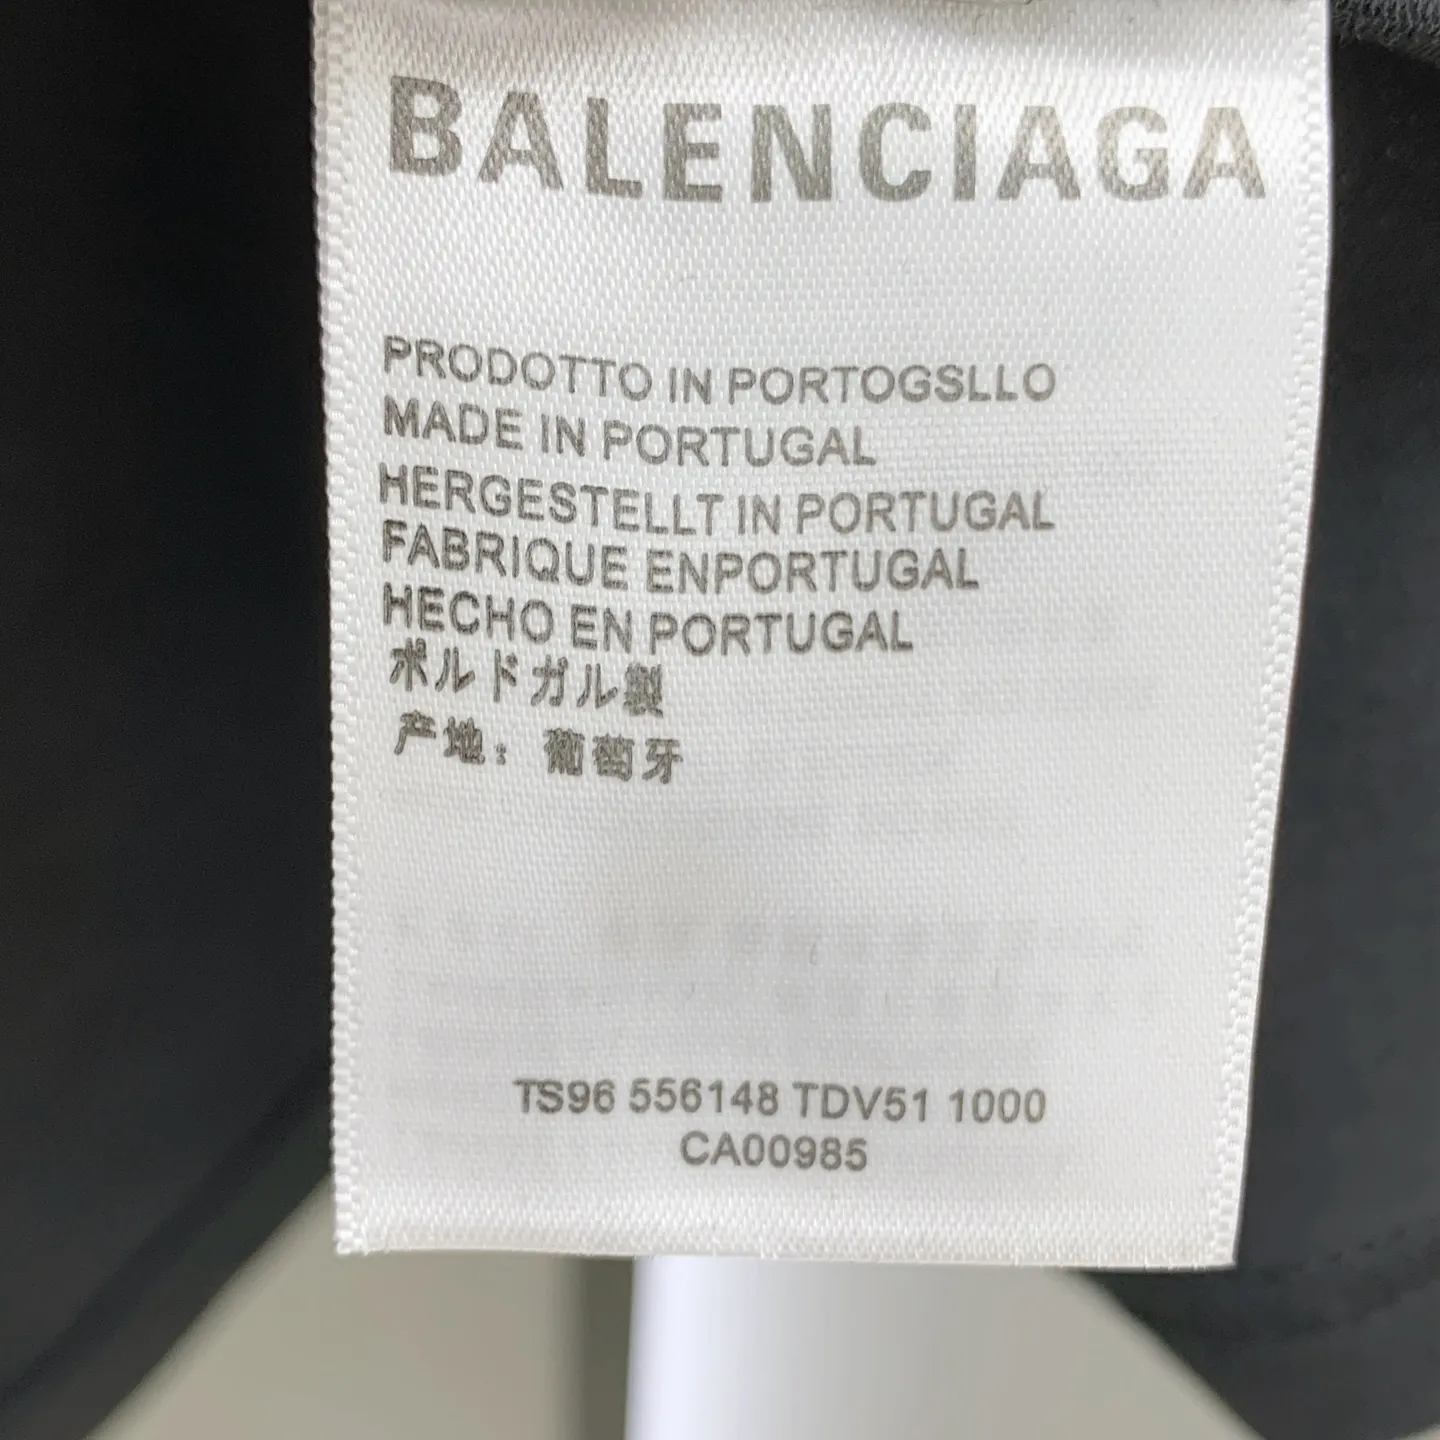 BALENCIAGA
PRODOTTO IN PORTOGSLLO
MADE IN PORTUGAL
HERGESTELLT IN PORTUGAL
FABRIQUE ENPORTUGAL
HECHO EN PORTUGAL
ポルドガル製
产地：葡萄牙
TS96 556148 TDV51 1000
CA00985